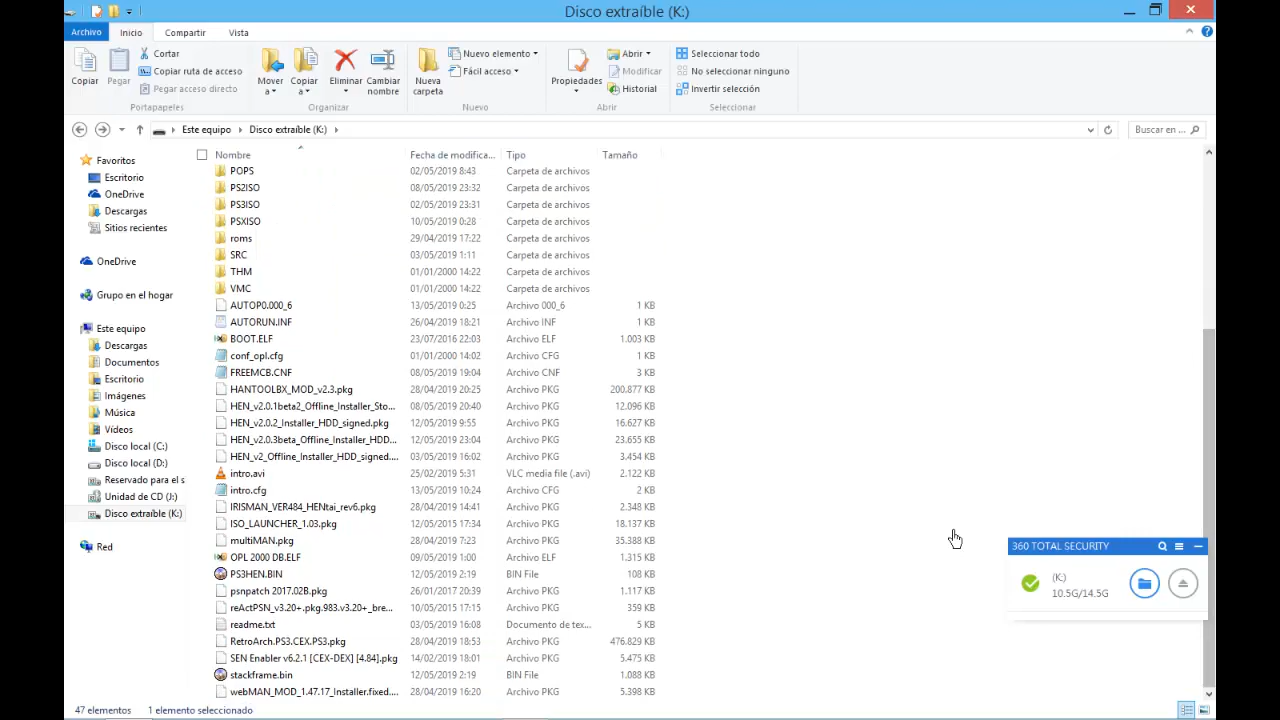 Disco extraíble (K:)
Archivo Inicio Compartir Vista
Copiar
Pegar
Cortar
Copiar ruta de acceso
Pegar acceso directo
Portapapeles
Mover a
Copiar a
Eliminar
Cambiar nombre
Organizar
Nueva carpeta
Nuevo elemento
Fácil acceso
Nuevo
Propiedades
Abrir
Modificar
Historial
Abrir
Seleccionar todo
No seleccionar ninguno
Invertir selección
Seleccionar
Este equipo Disco extraíble (K:)
Buscar en ...
Favoritos
Escritorio
OneDrive
Descargas
Sitios recientes
OneDrive
Grupo en el hogar
Este equipo
Descargas
Documentos
Escritorio
Imágenes
Música
Vídeos
Disco local (C:)
Disco local (D:)
Reservado para el s
Unidad de CD (J:)
Disco extraíble (K:)
Red
Nombre Fecha de modifica... Tipo Tamaño
POPS 02/05/2019 8:43 Carpeta de archivos
PS2ISO 08/05/2019 23:32 Carpeta de archivos
PS3ISO 02/05/2019 23:31 Carpeta de archivos
PSXISO 10/05/2019 0:28 Carpeta de archivos
roms 29/04/2019 17:22 Carpeta de archivos
SRC 03/05/2019 1:11 Carpeta de archivos
THM 01/01/2000 14:22 Carpeta de archivos
VMC 01/01/2000 14:22 Carpeta de archivos
AUTOP0.000_6 13/05/2019 0:25 Archivo 000_6 1 KB
AUTORUN.INF 26/04/2019 18:21 Archivo INF 1 KB
BOOT.ELF 23/07/2016 22:03 Archivo ELF 1.003 KB
conf_opl.cfg 01/01/2000 14:02 Archivo CFG 1 KB
FREEMCB.CNF 08/05/2019 19:04 Archivo CNF 3 KB
HANTOOLBX_MOD_v2.3.pkg 28/04/2019 20:25 Archivo PKG 200.877 KB
HEN_v2.0.1beta2_Offline_Installer_Sto... 08/05/2019 20:40 Archivo PKG 12.096 KB
HEN_v2.0.2_Installer_HDD_signed.pkg 12/05/2019 9:55 Archivo PKG 16.627 KB
HEN_v2.0.3beta_Offline_Installer_HDD... 12/05/2019 23:04 Archivo PKG 23.655 KB
HEN_v2_Offline_Installer_HDD_signed.... 03/05/2019 16:02 Archivo PKG 3.454 KB
intro.avi 25/02/2019 5:31 VLC media file (.avi) 2.122 KB
intro.cfg 13/05/2019 10:24 Archivo CFG 2 KB
IRISMAN_VER484_HENtai_rev6.pkg 28/04/2019 14:41 Archivo PKG 2.348 KB
ISO_LAUNCHER_1.03.pkg 12/05/2015 17:34 Archivo PKG 18.137 KB
multiMAN.pkg 28/04/2019 7:23 Archivo PKG 35.388 KB
OPL 2000 DB.ELF 09/05/2019 1:00 Archivo ELF 1.315 KB
PS3HEN.BIN 12/05/2019 2:19 BIN File 108 KB
psnpatch 2017.02B.pkg 26/01/2017 20:39 Archivo PKG 1.117 KB
reActPSN_v3.20+.pkg.983.v3.20+_bre... 10/05/2015 17:15 Archivo PKG 359 KB
readme.txt 03/05/2019 16:08 Documento de tex... 5 KB
RetroArch.PS3.CEX.PS3.pkg 28/04/2019 18:53 Archivo PKG 476.829 KB
SEN Enabler v6.2.1 [CEX-DEX] [4.84].pkg 14/02/2019 18:01 Archivo PKG 5.475 KB
stackframe.bin 12/05/2019 2:19 BIN File 1.088 KB
webMAN_MOD_1.47.17_Installer.fixed.... 28/04/2019 16:20 Archivo PKG 5.398 KB
360 TOTAL SECURITY
(K:)
10.5G/14.5G
47 elementos 1 elemento seleccionado